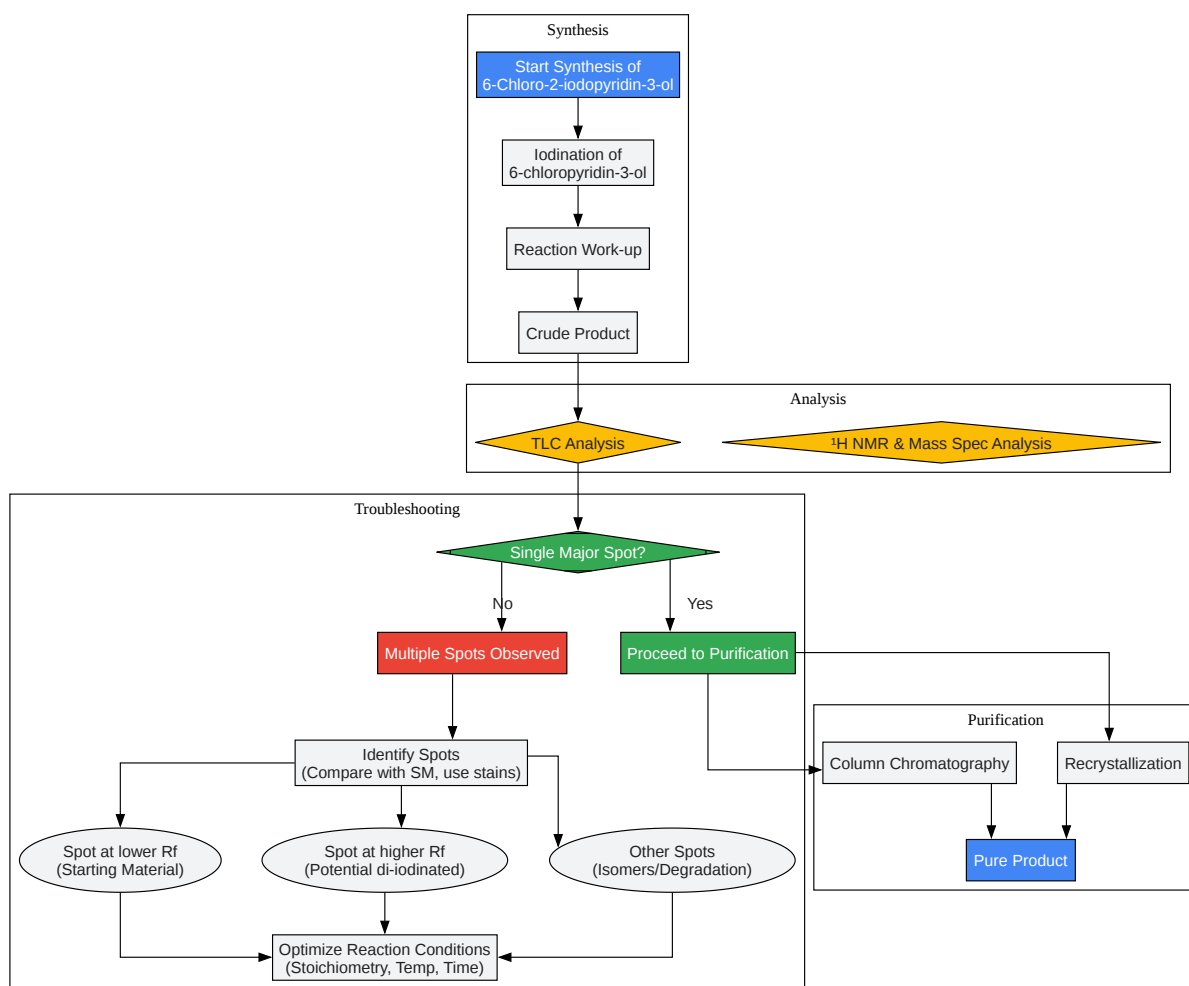 Synthesis
Start Synthesis of
6-Chloro-2-iodopyridin-3-ol
Iodination of
6-chloropyridin-3-ol
Reaction Work-up
Crude Product
Analysis
TLC Analysis
¹H NMR & Mass Spec Analysis
Troubleshooting
Single Major Spot?
No
Yes
Multiple Spots Observed
Proceed to Purification
Purification
Identify Spots
(Compare with SM, use stains)
Column Chromatography
Recrystallization
Spot at lower Rf
(Starting Material)
Spot at higher Rf
(Potential di-iodinated)
Other Spots
(Isomers/Degradation)
Pure Product
Optimize Reaction Conditions
(Stoichiometry, Temp, Time)